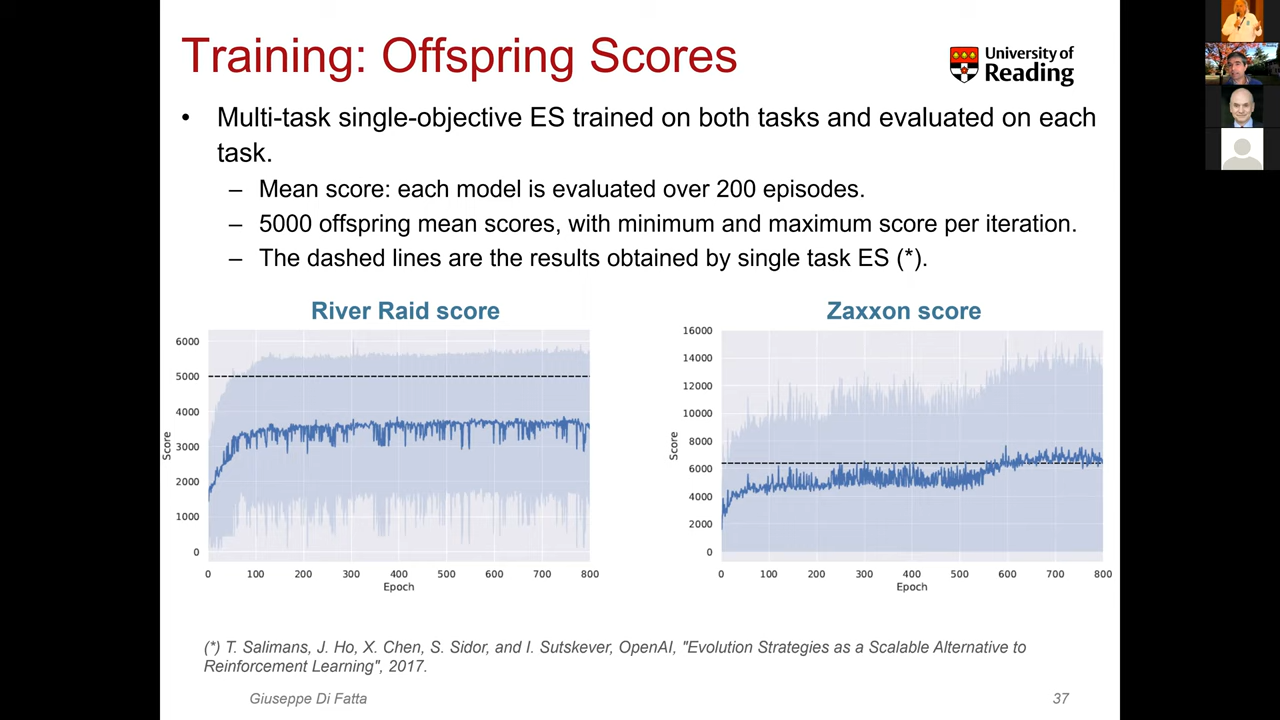 Training: Offspring Scores
University of
Reading
• Multi-task single-objective ES trained on both tasks and evaluated on each
task.
– Mean score: each model is evaluated over 200 episodes.
– 5000 offspring mean scores, with minimum and maximum score per iteration.
– The dashed lines are the results obtained by single task ES (*).
River Raid score
6000
5000
4000
3000
2000
1000
0
Score
0 100 200 300 400 500 600 700 800
Epoch
Zaxxon score
16000
14000
12000
10000
8000
6000
4000
2000
0
Score
0 100 200 300 400 500 600 700 800
Epoch
(*) T. Salimans, J. Ho, X. Chen, S. Sidor, and I. Sutskever, OpenAI, "Evolution Strategies as a Scalable Alternative to
Reinforcement Learning", 2017.
Giuseppe Di Fatta
37